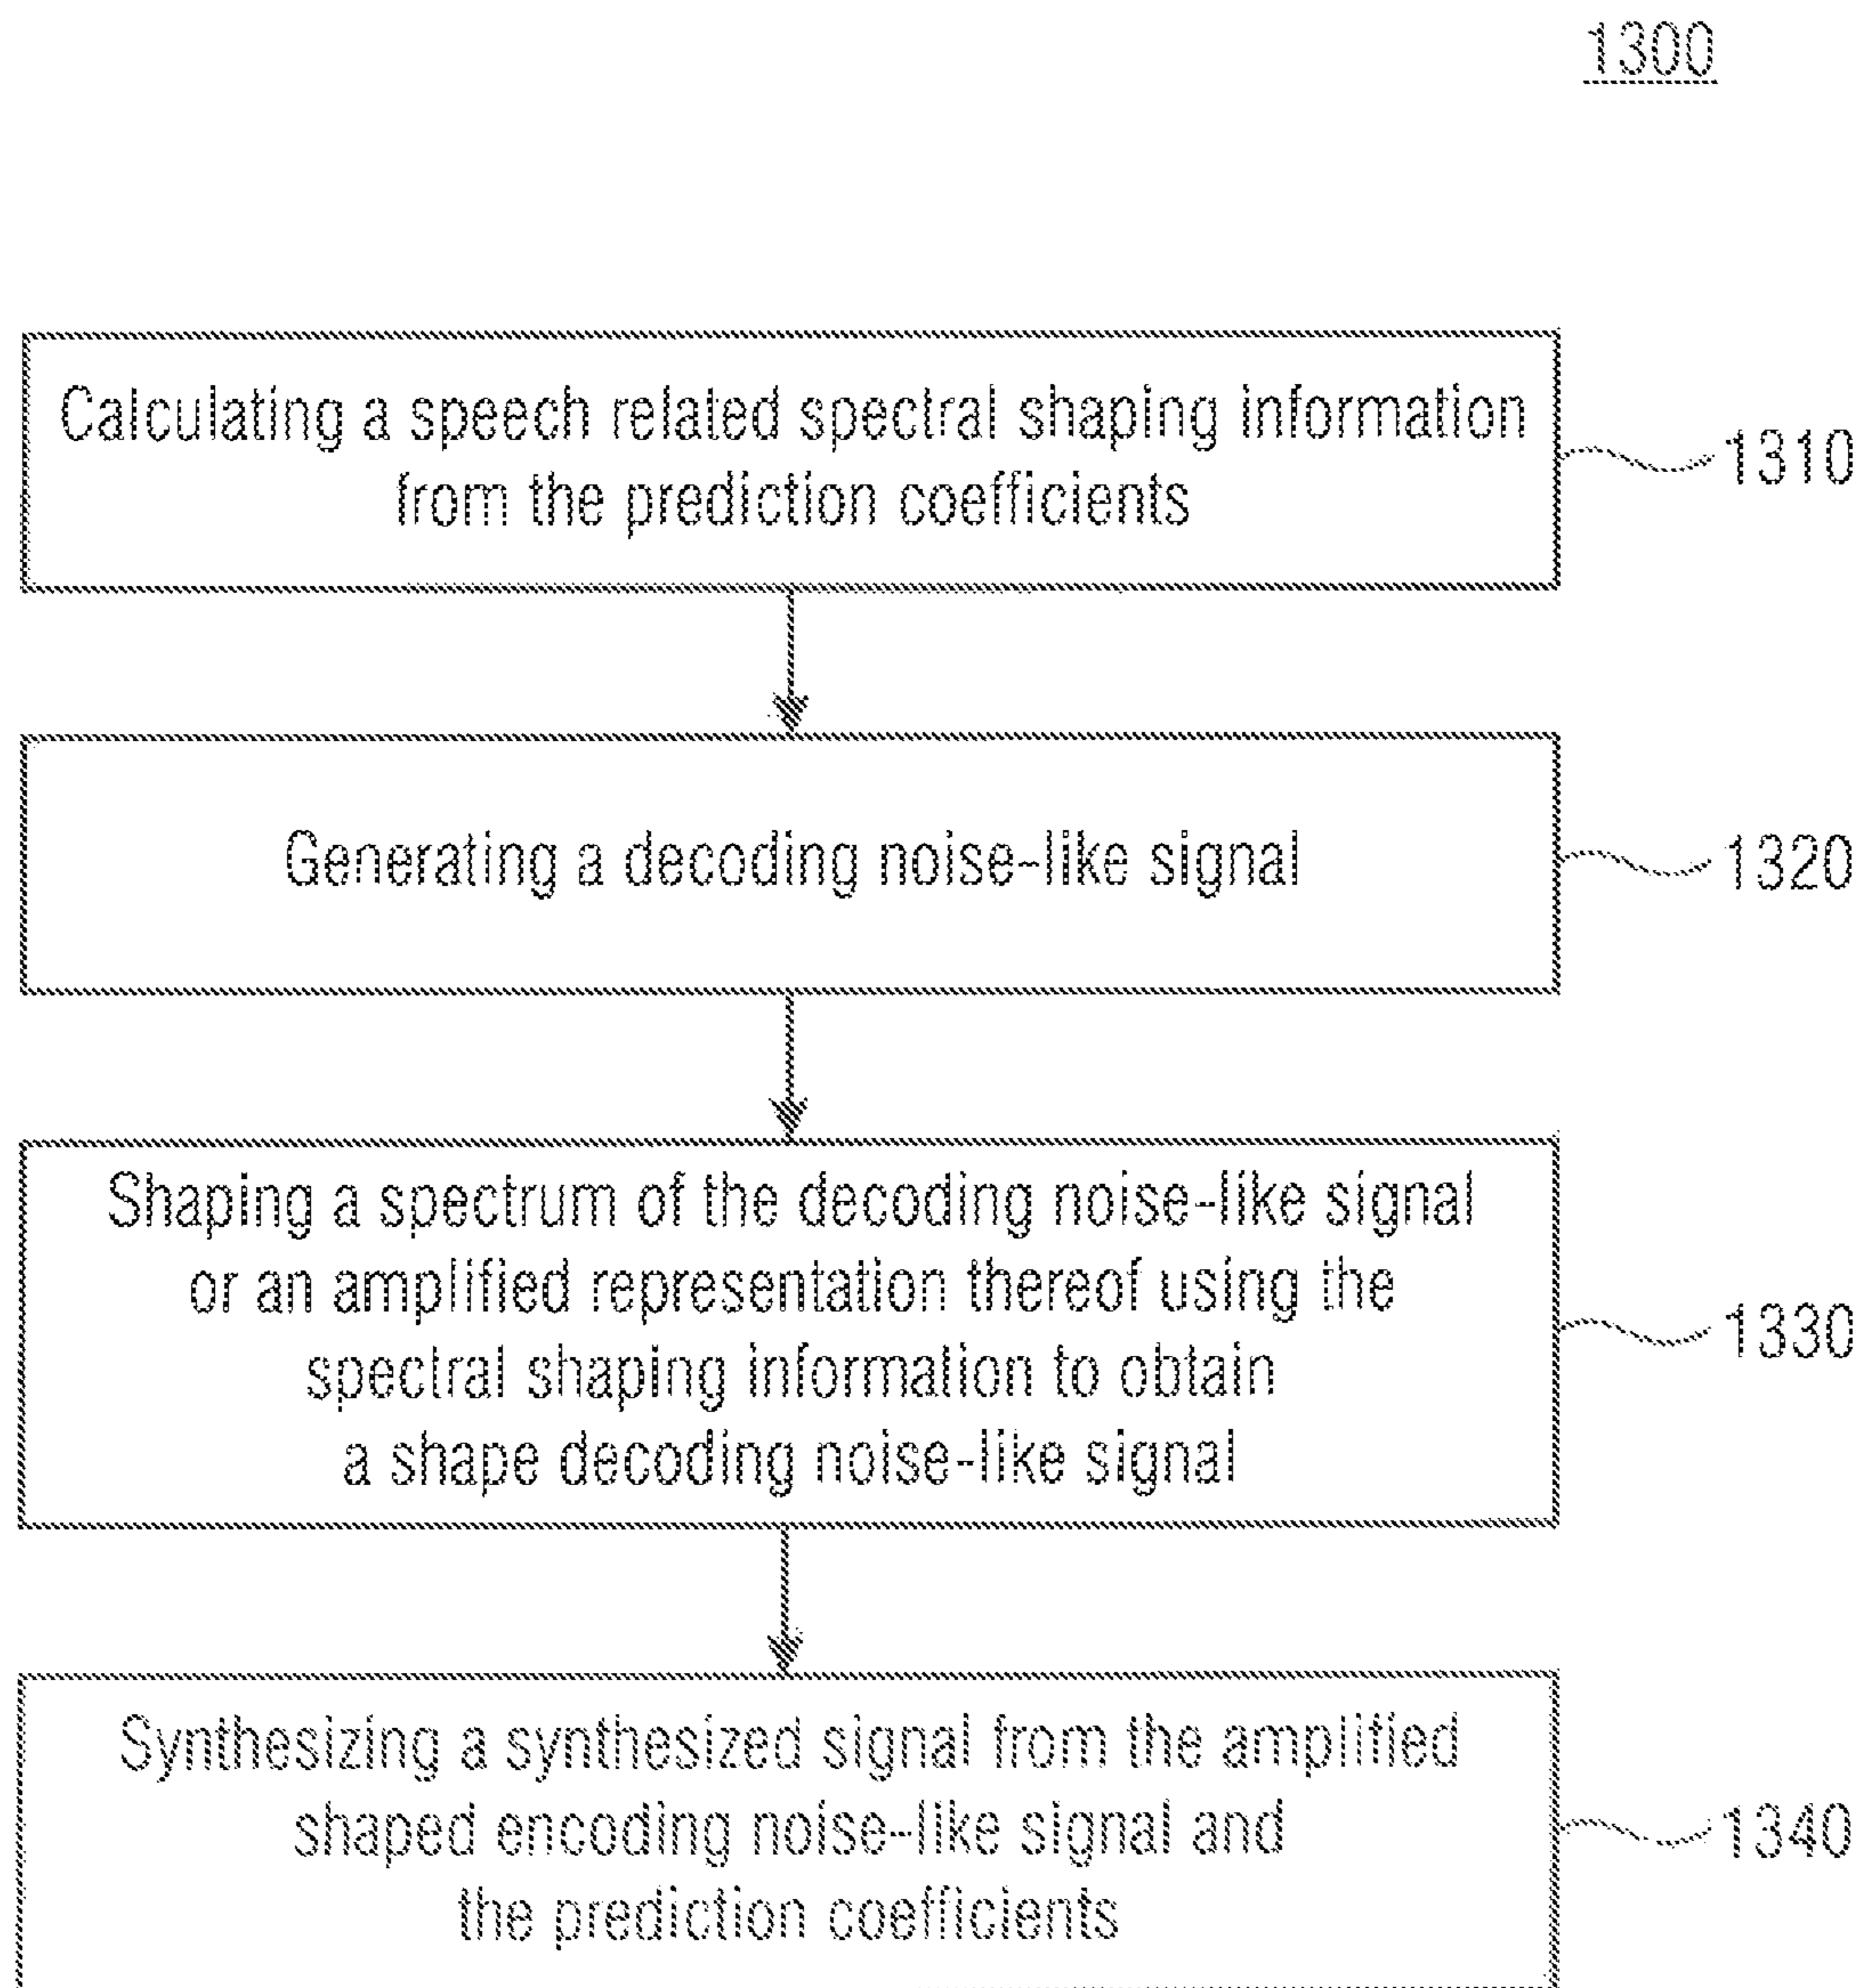 1300
Calculating a speech related spectral shaping information
from the prediction coefficients
1310
Generating a decoding noise-like signal
1320
Shaping a spectrum of the decoding noise-like signal
or an amplified representation thereof using the
spectral shaping information to obtain
a shape decoding noise-like signal
1330
Synthesizing a synthesized signal from the amplified
shaped encoding noise-like signal and
the prediction coefficients
1340